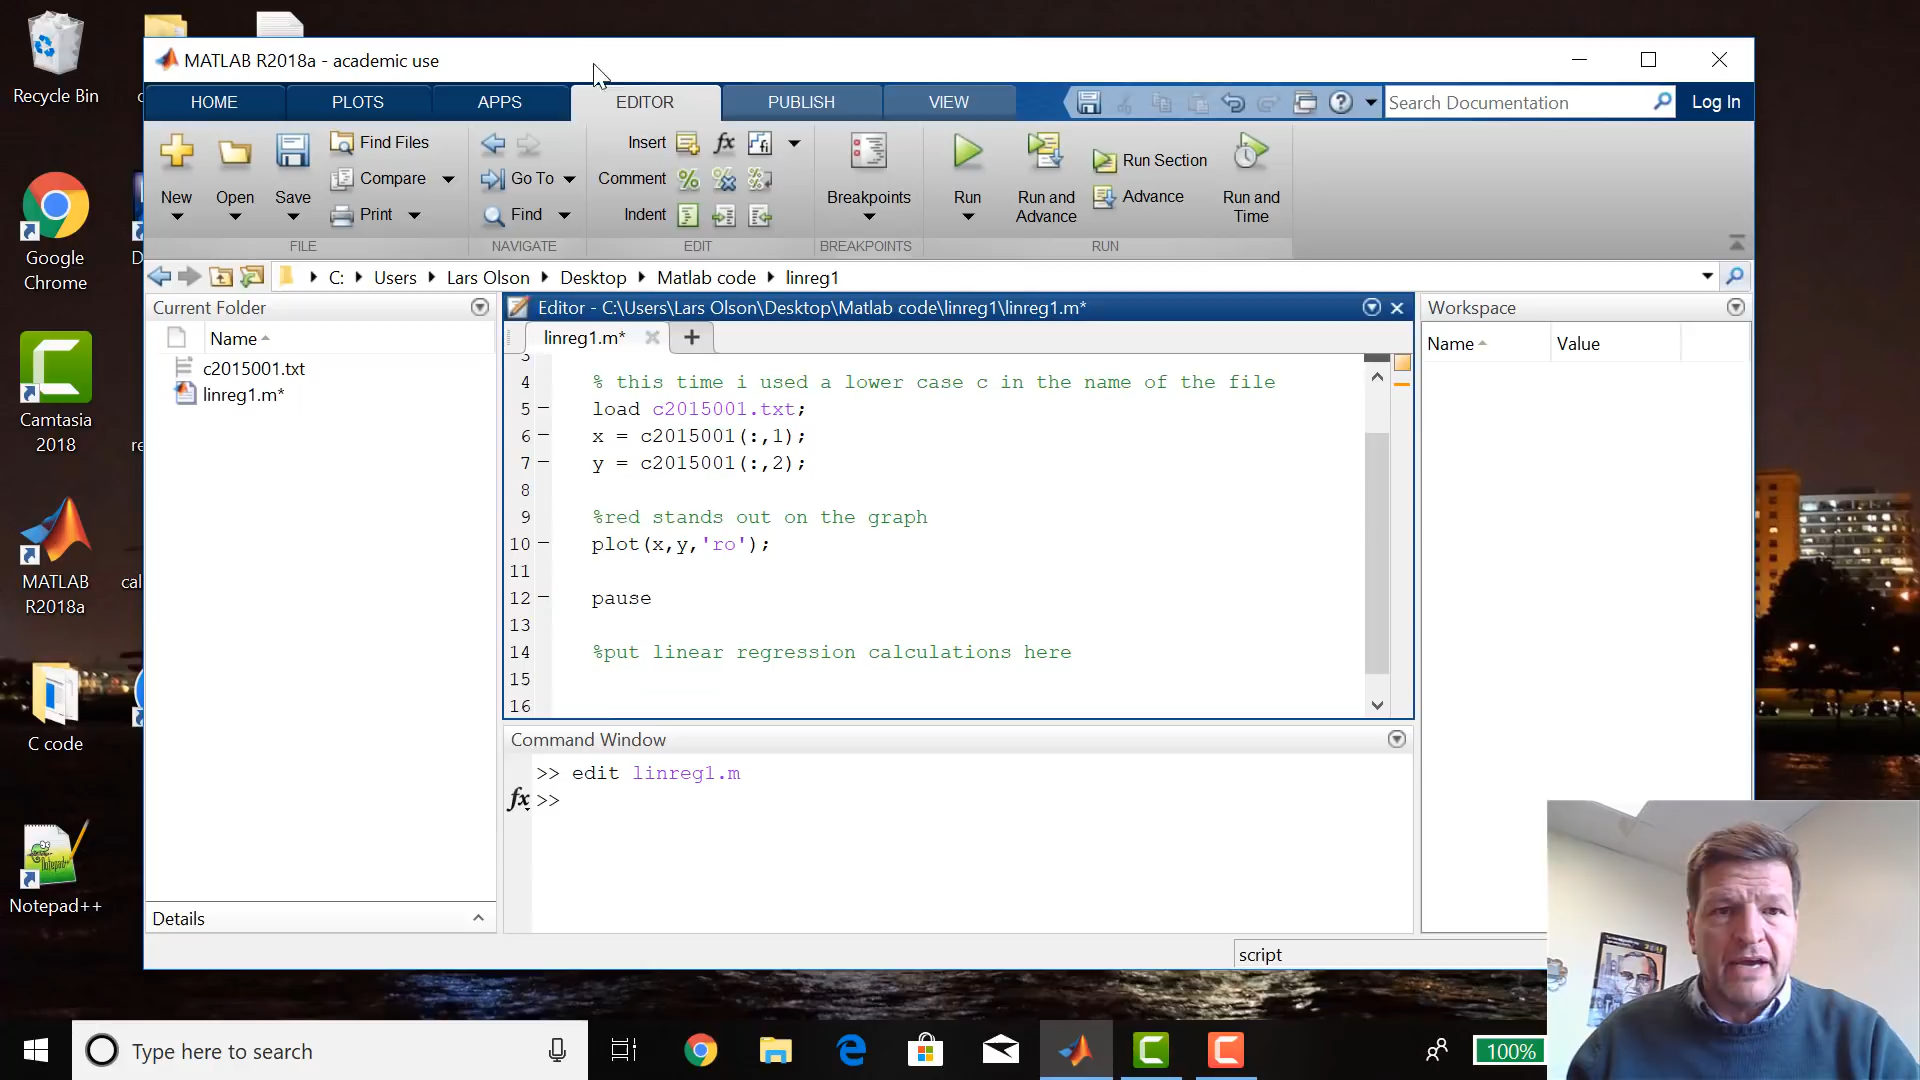 Recycle Bin
Google
Chrome
Camtasia
2018
MATLAB
R2018a
C code
Notepad++
MATLAB R2018a - academic use
HOME
PLOTS
APPS
EDITOR
PUBLISH
VIEW
Search Documentation
Log In
New
Open
Save
Find Files
Compare
Print
Go To
Find
Insert
Comment
Indent
fx
fi
Breakpoints
Run
Run and
Advance
Run Section
Advance
Run and
Time
FILE
NAVIGATE
EDIT
BREAKPOINTS
RUN
C:
Users
Lars Olson
Desktop
Matlab code
linreg1
Current Folder
Name
c2015001.txt
linreg1.m*
Details
Editor - C:\Users\Lars Olson\Desktop\Matlab code\linreg1\linreg1.m*
linreg1.m*
3
4 % this time i used a lower case c in the name of the file
5 load c2015001.txt;
6 x = c2015001(:,1);
7 y = c2015001(:,2);
8
9 %red stands out on the graph
10 plot(x,y,'ro');
11
12 pause
13
14 %put linear regression calculations here
15
16
Command Window
>> edit linreg1.m
fx >>
Workspace
Name
Value
script
Type here to search
100%